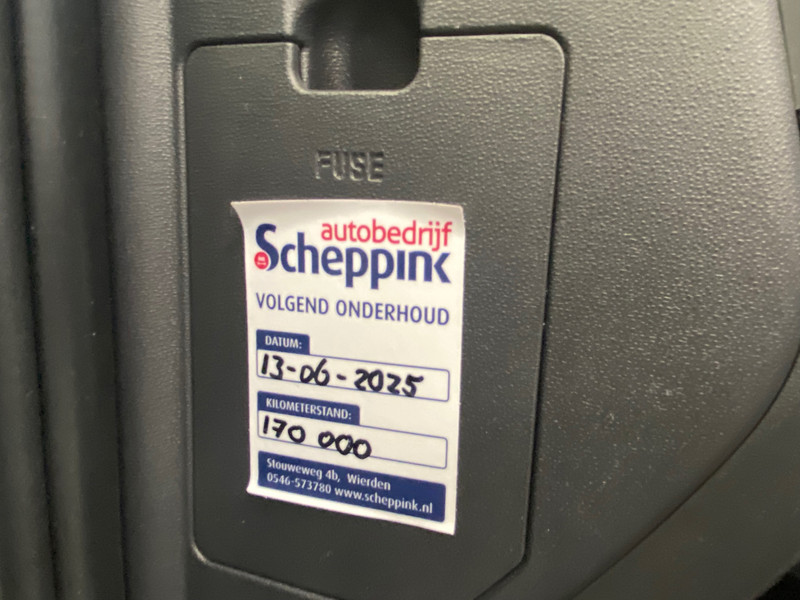 FUSE
autobedrijf
Scheppink
VOLGEND ONDERHOUD
DATUM:
13-06-2025
KILOMETERSTAND:
170 000
Stouweweg 4b, Wierden
0546-573780 www.scheppink.nl